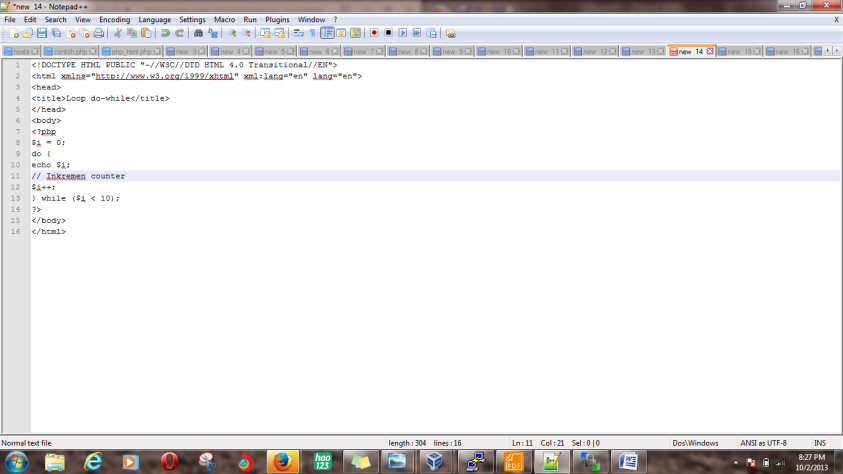 *new 14 - Notepad++
File Edit Search View Encoding Language Settings Macro Run Plugins Window ? X
hosts contoh.php php_html.php new 3 new 4 new 5 new 6 new 7 new 8 new 9 new 10 new 11 new 12 new 13 new 14 new 15 new 16
1 <!DOCTYPE HTML PUBLIC "-//W3C//DTD HTML 4.0 Transitional//EN">
2 <html xmlns="http://www.w3.org/1999/xhtml" xml:lang="en" lang="en">
3 <head>
4 <title>Loop do-while</title>
5 </head>
6 <body>
7 <?php
8 $i = 0;
9 do {
10 echo $i;
11 // Inkremen counter
12 $i++;
13 } while ($i < 10);
14 ?>
15 </body>
16 </html>
Normal text file length : 304 lines : 16 Ln : 11 Col : 21 Sel : 0 | 0 Dos\Windows ANSI as UTF-8 INS
hao 123 PDF 8:27 PM
10/2/2013